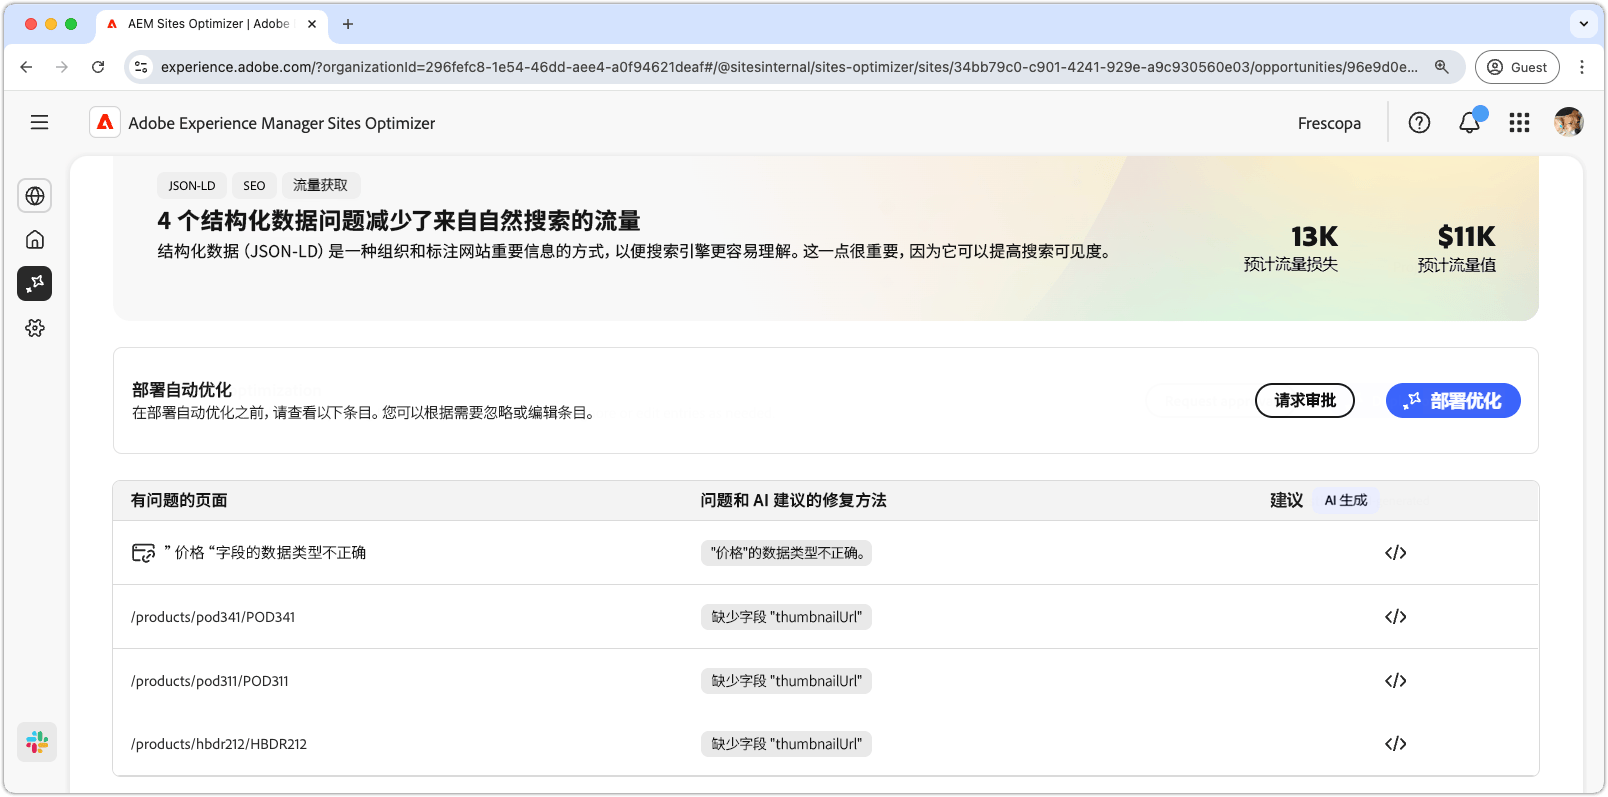 AEM Sites Optimizer | Adobe
experience.adobe.com/?organizationId=296fefc8-1e54-46dd-aee4-a0f94621deaf#/@sitesinternal/sites-optimizer/sites/34bb79c0-c901-4241-929e-a9c930560e03/opportunities/96e9d0e...
Guest
Adobe Experience Manager Sites Optimizer
Frescopa
JSON-LD SEO 流量获取
4 个结构化数据问题减少了来自自然搜索的流量
结构化数据（JSON-LD）是一种组织和标注网站重要信息的方式，以便搜索引擎更容易理解。这一点很重要，因为它可以提高搜索可见度。
13K
预计流量损失
$11K
预计流量值
部署自动优化
在部署自动优化之前，请查看以下条目。您可以根据需要忽略或编辑条目。
请求审批
部署优化
有问题的页面 问题和 AI 建议的修复方法 建议 AI 生成
” 价格 “字段的数据类型不正确 "价格"的数据类型不正确。
/products/pod341/POD341 缺少字段 "thumbnailUrl"
/products/pod311/POD311 缺少字段 "thumbnailUrl"
/products/hbdr212/HBDR212 缺少字段 "thumbnailUrl"